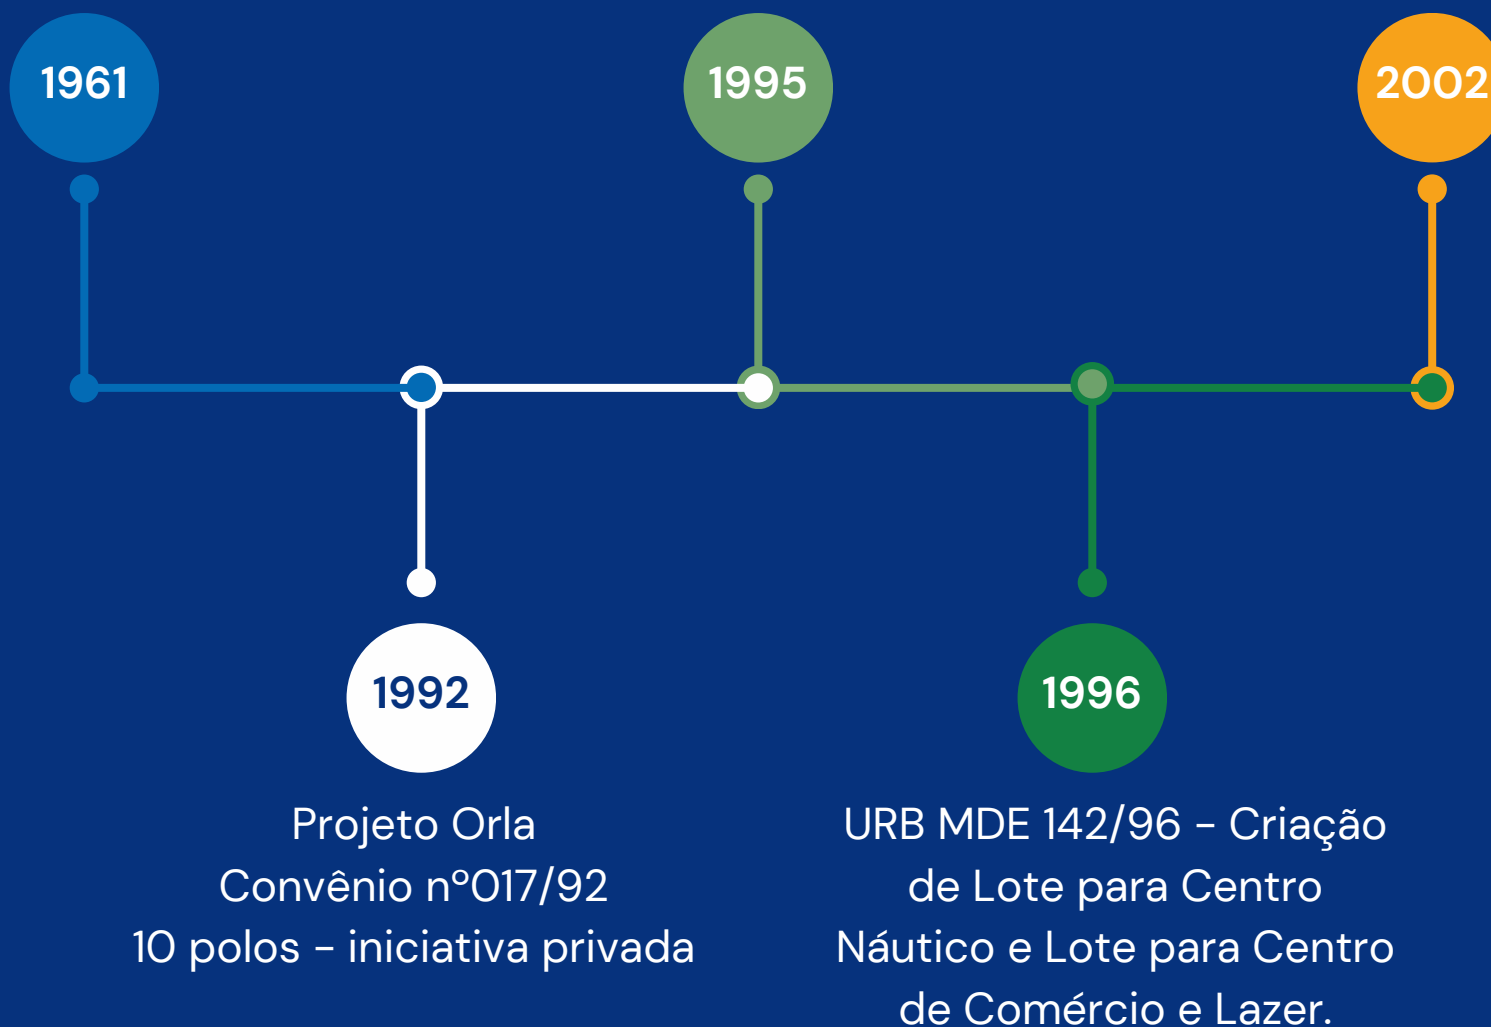 1961
1995
2002
1992
1996
Projeto Orla
Convênio nº017/92
10 polos – iniciativa privada
URB MDE 142/96 – Criação
de Lote para Centro
Náutico e Lote para Centro
de Comércio e Lazer.